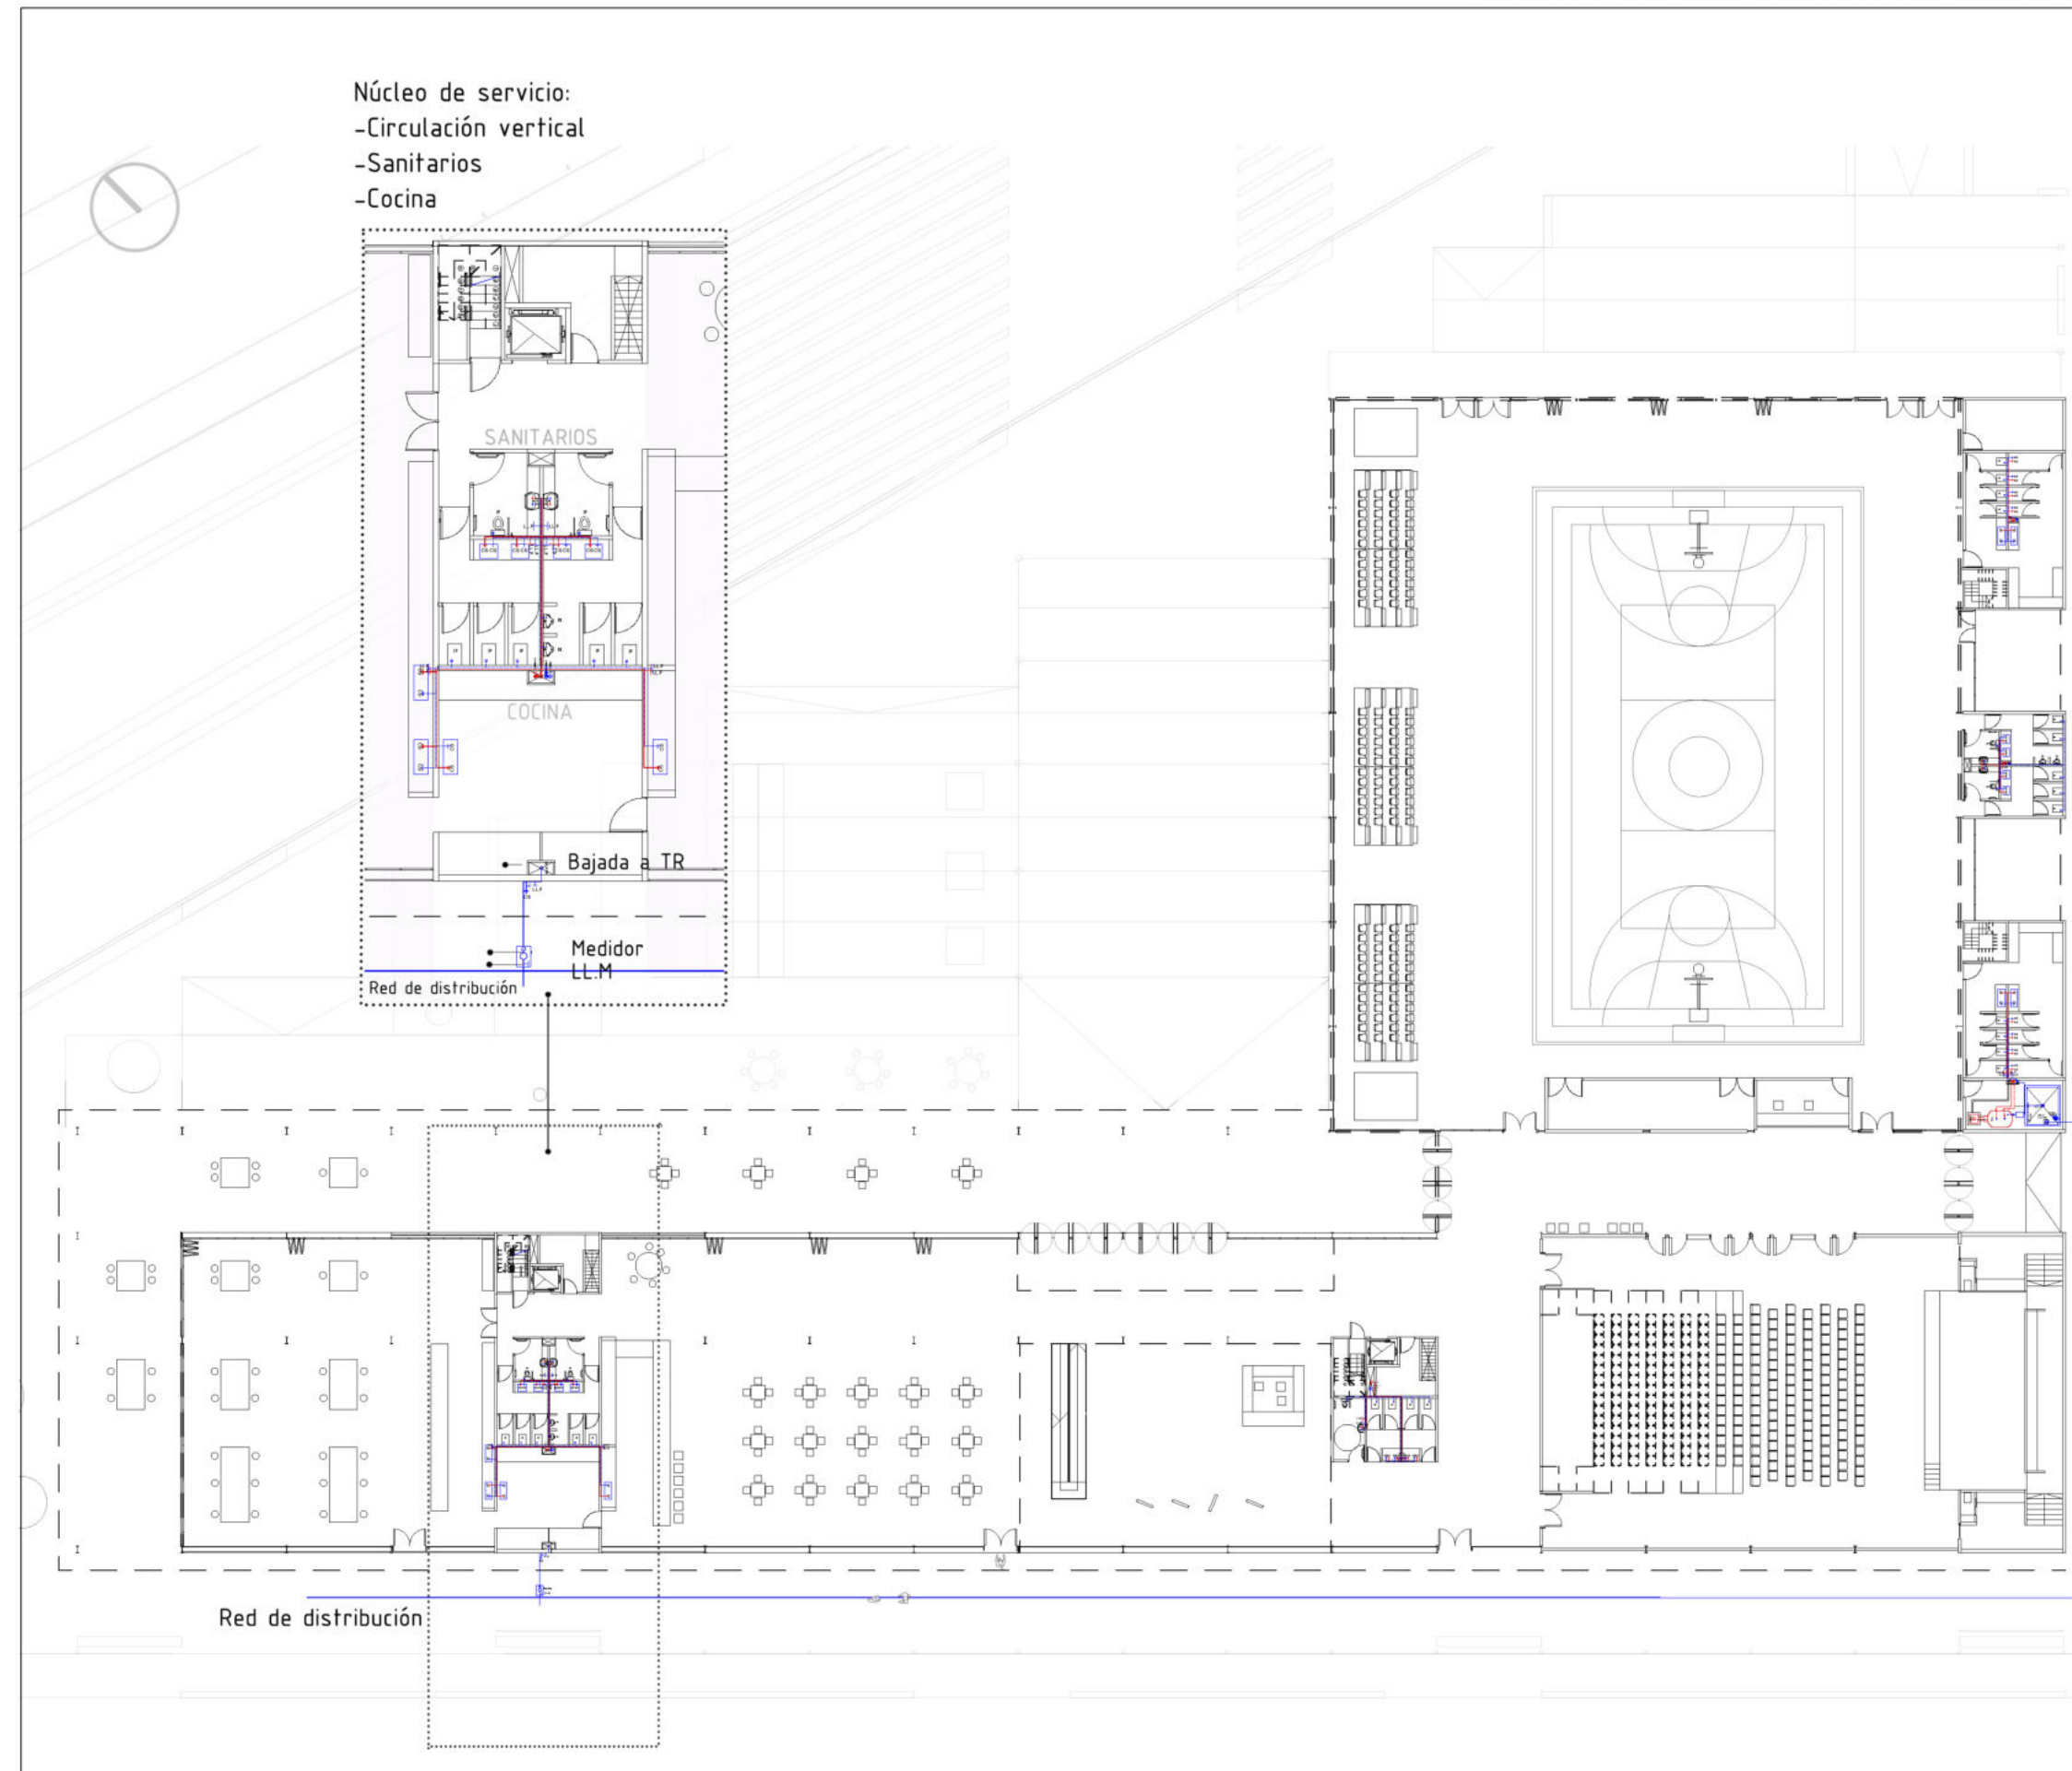 Núcleo de servicio:
-Circulación vertical
-Sanitarios
-Cocina
SANITARIOS
COCINA
Bajada a TR
Medidor
LL.M
Red de distribución
Red de distribución